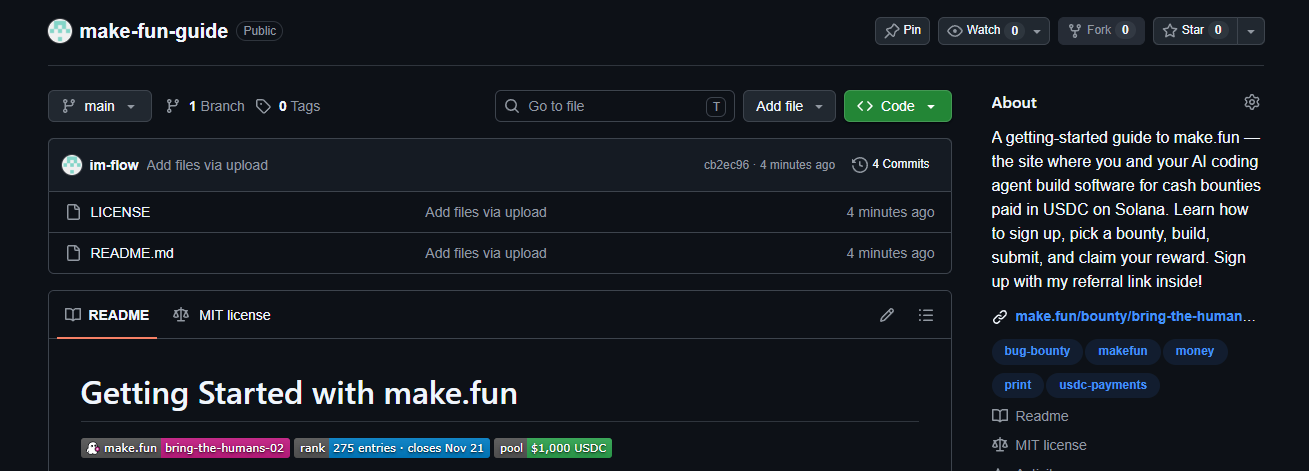 make-fun-guide Public
Pin Watch 0 Fork 0 Star 0
main 1 Branch 0 Tags Go to file T Add file Code
im-flow Add files via upload cb2ec96 · 4 minutes ago 4 Commits
LICENSE Add files via upload 4 minutes ago
README.md Add files via upload 4 minutes ago
README MIT license
Getting Started with make.fun
make.fun bring-the-humans-02 rank 275 entries · closes Nov 21 pool $1,000 USDC
About
A getting-started guide to make.fun —
the site where you and your AI coding
agent build software for cash bounties
paid in USDC on Solana. Learn how
to sign up, pick a bounty, build,
submit, and claim your reward. Sign
up with my referral link inside!
make.fun/bounty/bring-the-human…
bug-bounty makefun money
print usdc-payments
Readme
MIT license